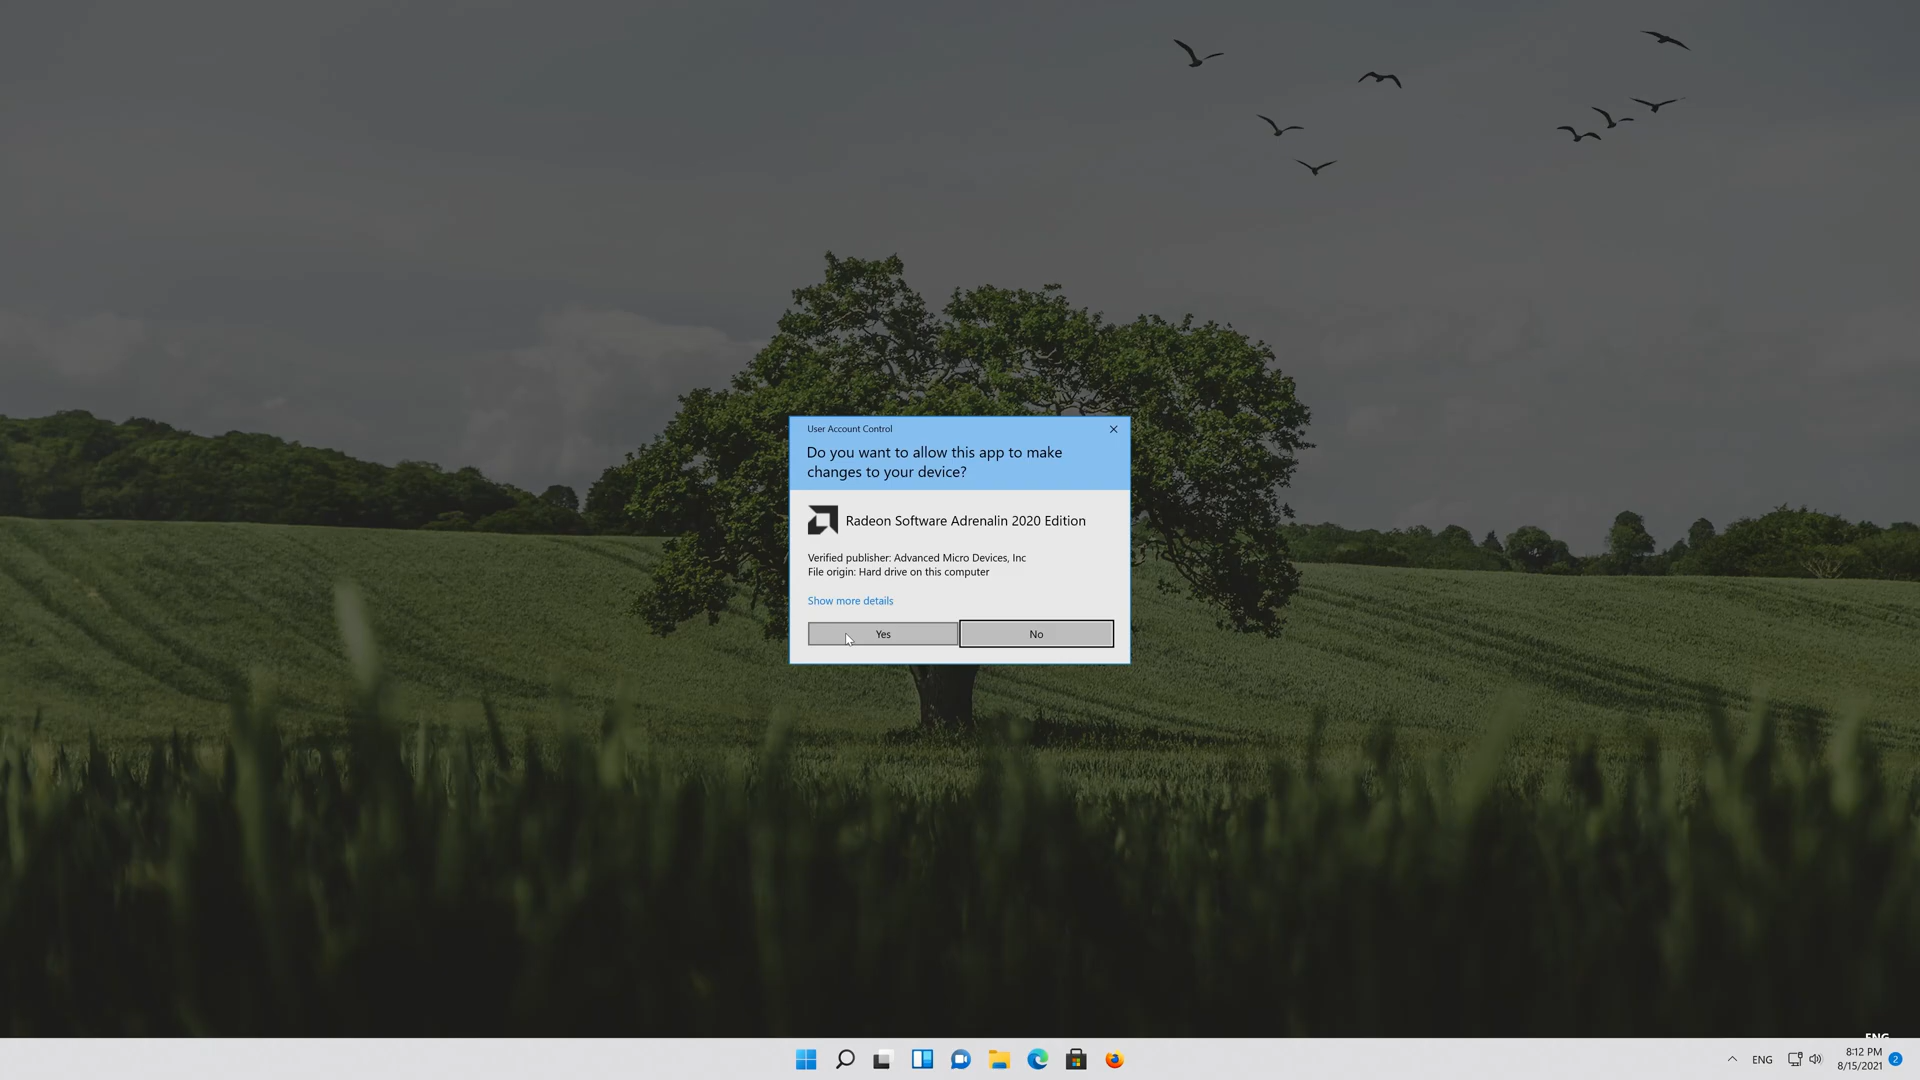 User Account Control
Do you want to allow this app to make
changes to your device?
Radeon Software Adrenalin 2020 Edition
Verified publisher: Advanced Micro Devices, Inc
File origin: Hard drive on this computer
Show more details
Yes No
ENG
ENG
8:12 PM
8/15/2021
2